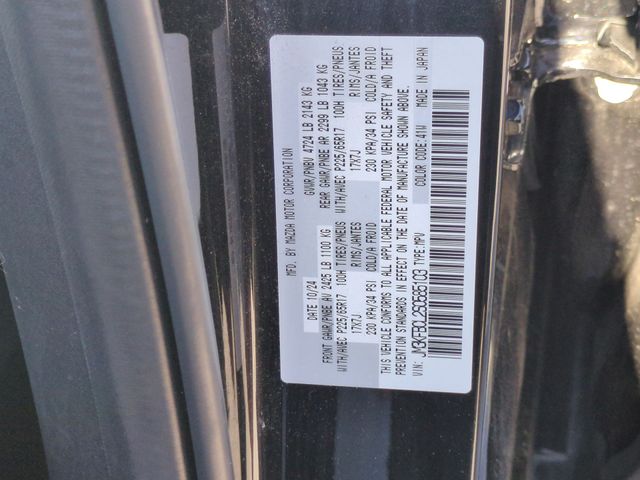 MFD. BY MAZDA MOTOR CORPORATION
DATE 10/24 GVWR/PNBV 4724 LB 2143 KG
FRONT GAWR/PNBE AV 2425 LB 1100 KG REAR GAWR/PNBE AR 2299 LB 1043 KG
WITH/AVEC P225/65R17 100H TIRES/PNEUS WITH/AVEC P225/65R17 100H TIRES/PNEUS
17X7J RIMS/JANTES 17X7J RIMS/JANTES
230 KPA/34 PSI COLD/A FROID 230 KPA/34 PSI COLD/A FROID
THIS VEHICLE CONFORMS TO ALL APPLICABLE FEDERAL MOTOR VEHICLE SAFETY AND THEFT
PREVENTION STANDARDS IN EFFECT ON THE DATE OF MANUFACTURE SHOWN ABOVE.
VIN: JM3KFBCL2S0585103 TYPE:MPV COLOR CODE:41W MADE IN JAPAN